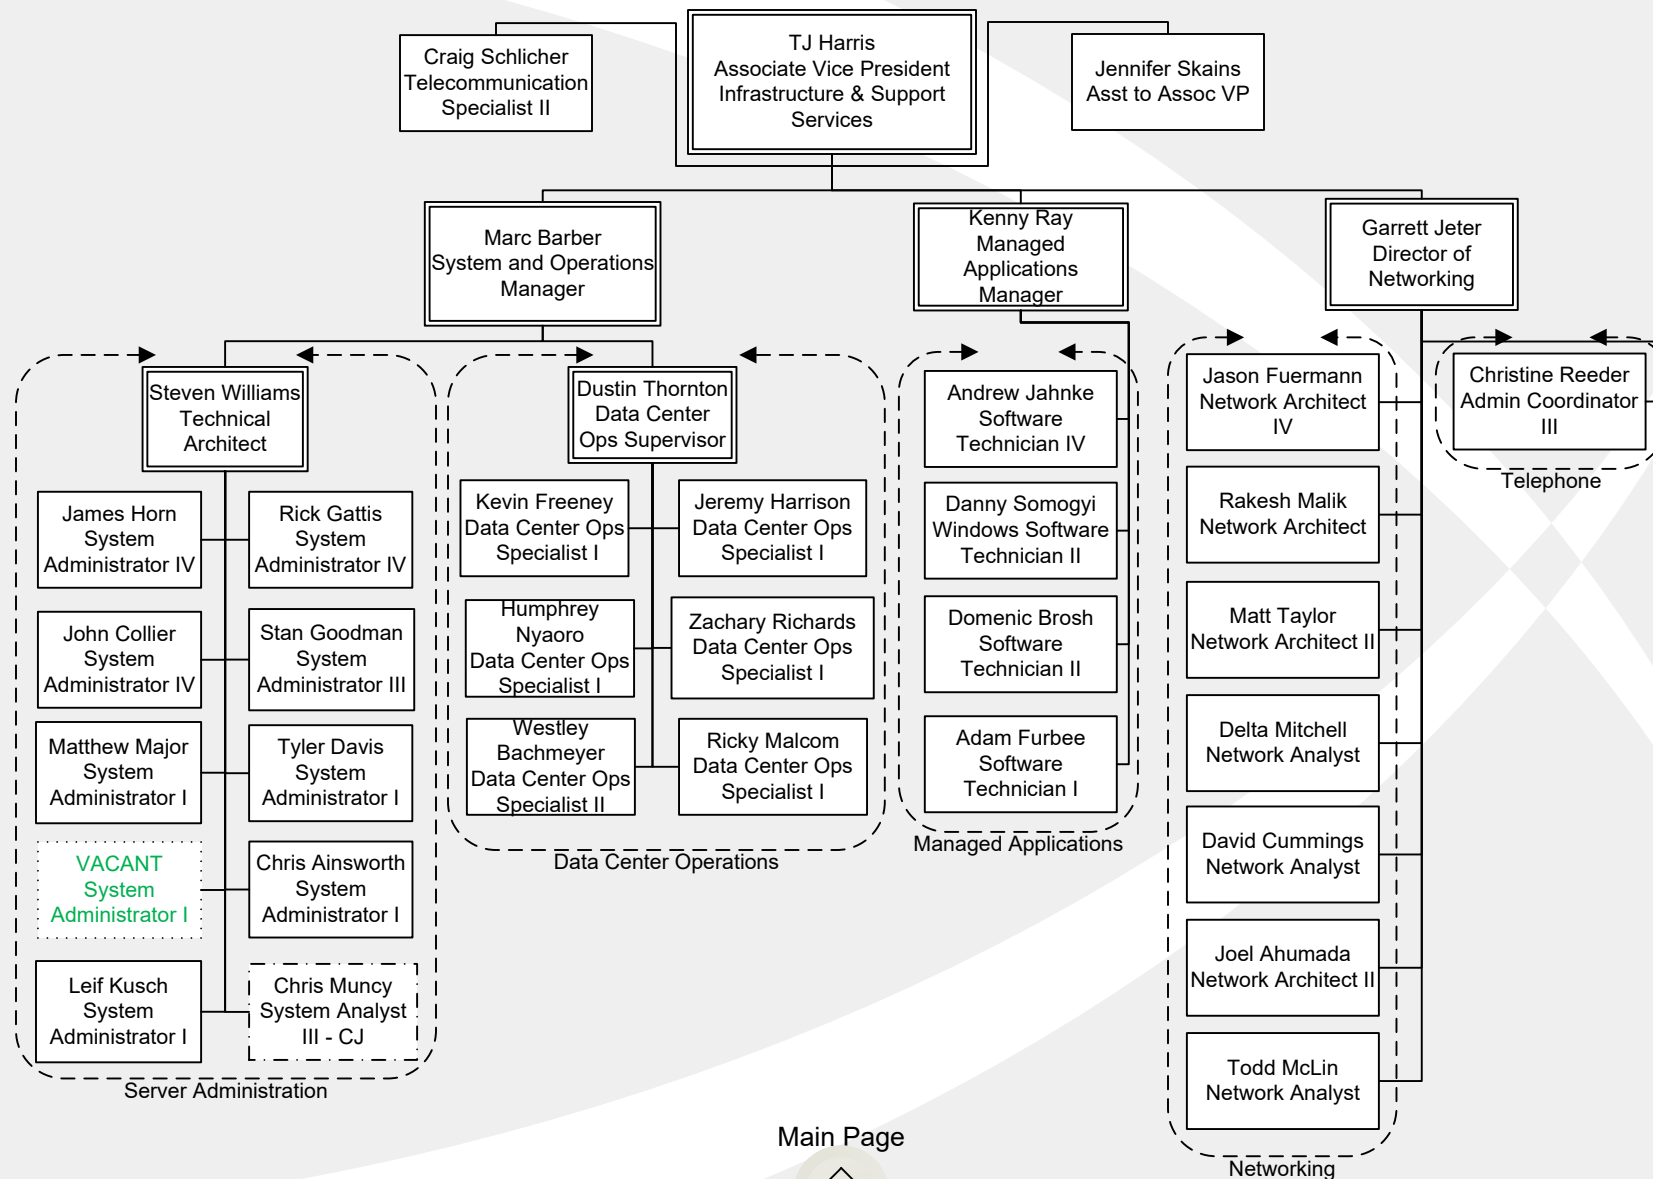 Craig Schlicher
Telecommunication
Specialist II
TJ Harris
Associate Vice President
Infrastructure & Support
Services
Jennifer Skains
Asst to Assoc VP
Marc Barber
System and Operations
Manager
Kenny Ray
Managed
Applications
Manager
Garrett Jeter
Director of
Networking
Steven Williams
Technical
Architect
James Horn
System
Administrator IV
Rick Gattis
System
Administrator IV
John Collier
System
Administrator IV
Stan Goodman
System
Administrator III
Matthew Major
System
Administrator I
Tyler Davis
System
Administrator I
VACANT
System
Administrator I
Chris Ainsworth
System
Administrator I
Leif Kusch
System
Administrator I
Chris Muncy
System Analyst
III - CJ
Server Administration
Dustin Thornton
Data Center
Ops Supervisor
Kevin Freeney
Data Center Ops
Specialist I
Jeremy Harrison
Data Center Ops
Specialist I
Humphrey
Nyaoro
Data Center Ops
Specialist I
Zachary Richards
Data Center Ops
Specialist I
Westley
Bachmeyer
Data Center Ops
Specialist II
Ricky Malcom
Data Center Ops
Specialist I
Data Center Operations
Andrew Jahnke
Software
Technician IV
Danny Somogyi
Windows Software
Technician II
Domenic Brosh
Software
Technician II
Adam Furbee
Software
Technician I
Managed Applications
Jason Fuermann
Network Architect
IV
Rakesh Malik
Network Architect
Matt Taylor
Network Architect II
Delta Mitchell
Network Analyst
David Cummings
Network Analyst
Joel Ahumada
Network Architect II
Todd McLin
Network Analyst
Networking
Christine Reeder
Admin Coordinator
III
Telephone
Main Page